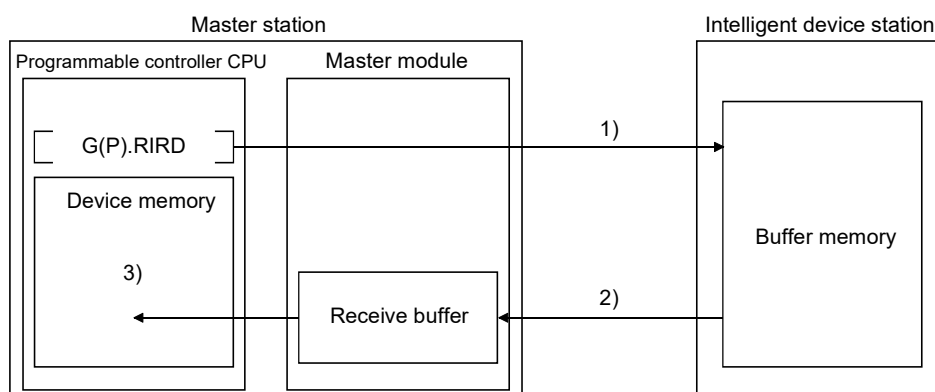 Master station
Intelligent device station
Programmable controller CPU
Master module
G(P).RIRD
1)
Device memory
Buffer memory
3)
2)
Receive buffer